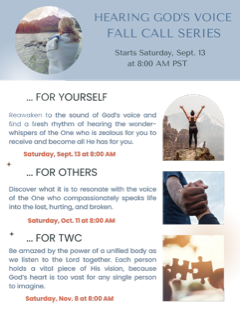 HEARING GOD'S VOICE
FALL CALL SERIES
Starts Saturday, Sept. 13
at 8:00 AM PST
... FOR YOURSELF
Reawaken to the sound of God's voice and
find a fresh rhythm of hearing the wonder-
whispers of the One who is zealous for you to
receive and become all He has for you.
Saturday, Sept. 13 at 8:00 AM
... FOR OTHERS
Discover what it is to resonate with the voice
of the One who compassionately speaks life
into the lost, hurting, and broken.
Saturday, Oct. 11 at 8:00 AM
... FOR TWO
Be amazed by the power of a unified body as
we listen to the Lord together. Each person
holds a vital piece of His vision, because
God's heart is too vast for any single person
to imagine.
Saturday, Nov. 8 at 8:00 AM